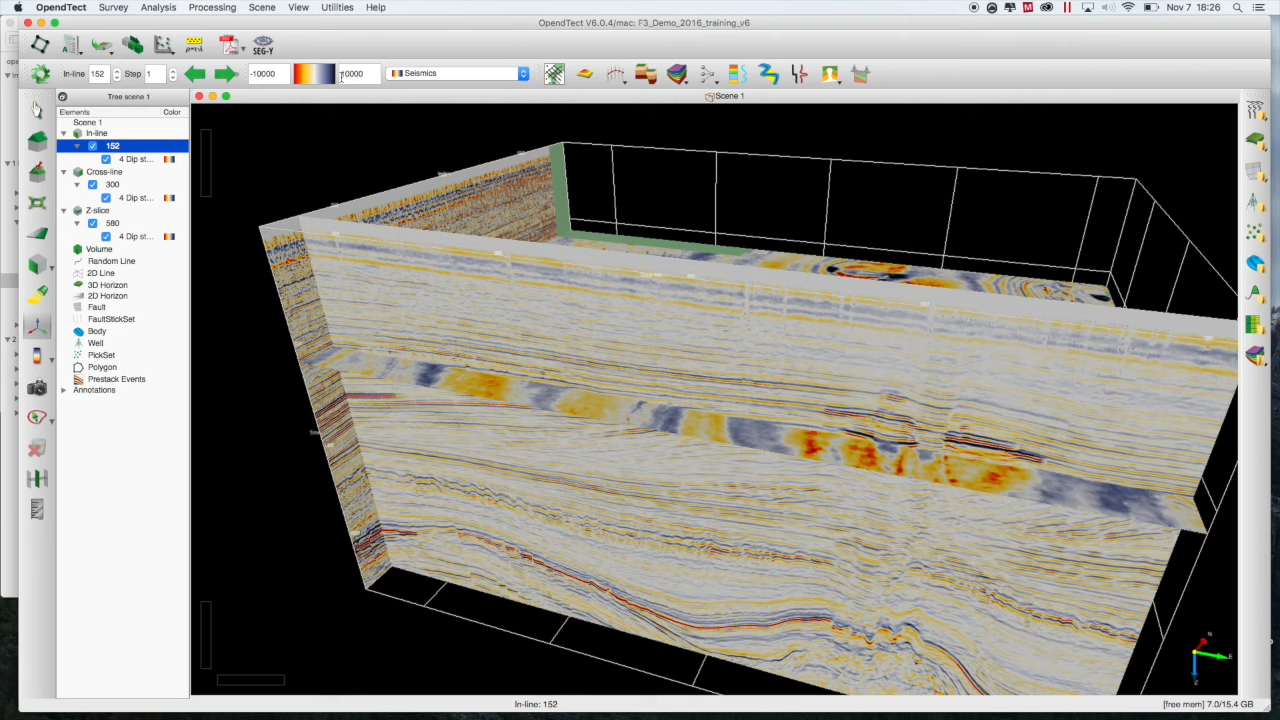 OpendTect Survey Analysis Processing Scene View Utilities Help Nov 7 18:26
OpendTect V6.0.4/mac: F3_Demo_2016_training_v6
SEG-Y
In-line 152 Step 1 -10000 10000 Seismics
Tree scene 1 Scene 1
Elements Color
Scene 1
In-line
152
4 Dip st...
Cross-line
300
4 Dip st...
Z-slice
580
4 Dip st...
Volume
Random Line
2D Line
3D Horizon
2D Horizon
Fault
FaultStickSet
Body
Well
PickSet
Polygon
Prestack Events
Annotations
N
E
Z
In-line: 152 [free mem] 7.0/15.4 GB